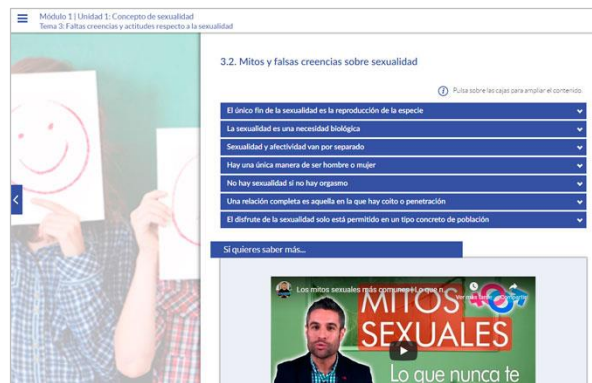 Módulo 1 | Unidad 1: Concepto de sexualidad
Tema 3: Faltas creencias y actitudes respecto a la sexualidad
3.2. Mitos y falsas creencias sobre sexualidad
Pulsa sobre las cajas para ampliar el contenido
El único fin de la sexualidad es la reproducción de la especie
La sexualidad es una necesidad biológica
Sexualidad y afectividad van por separado
Hay una única manera de ser hombre o mujer
No hay sexualidad si no hay orgasmo
Una relación completa es aquella en la que hay coito o penetración
El disfrute de la sexualidad solo está permitido en un tipo concreto de población
Si quieres saber más...
Los mitos sexuales más comunes | Lo que n...
Ver más tarde Compartir
MITOS
SEXUALES
Lo que nunca te